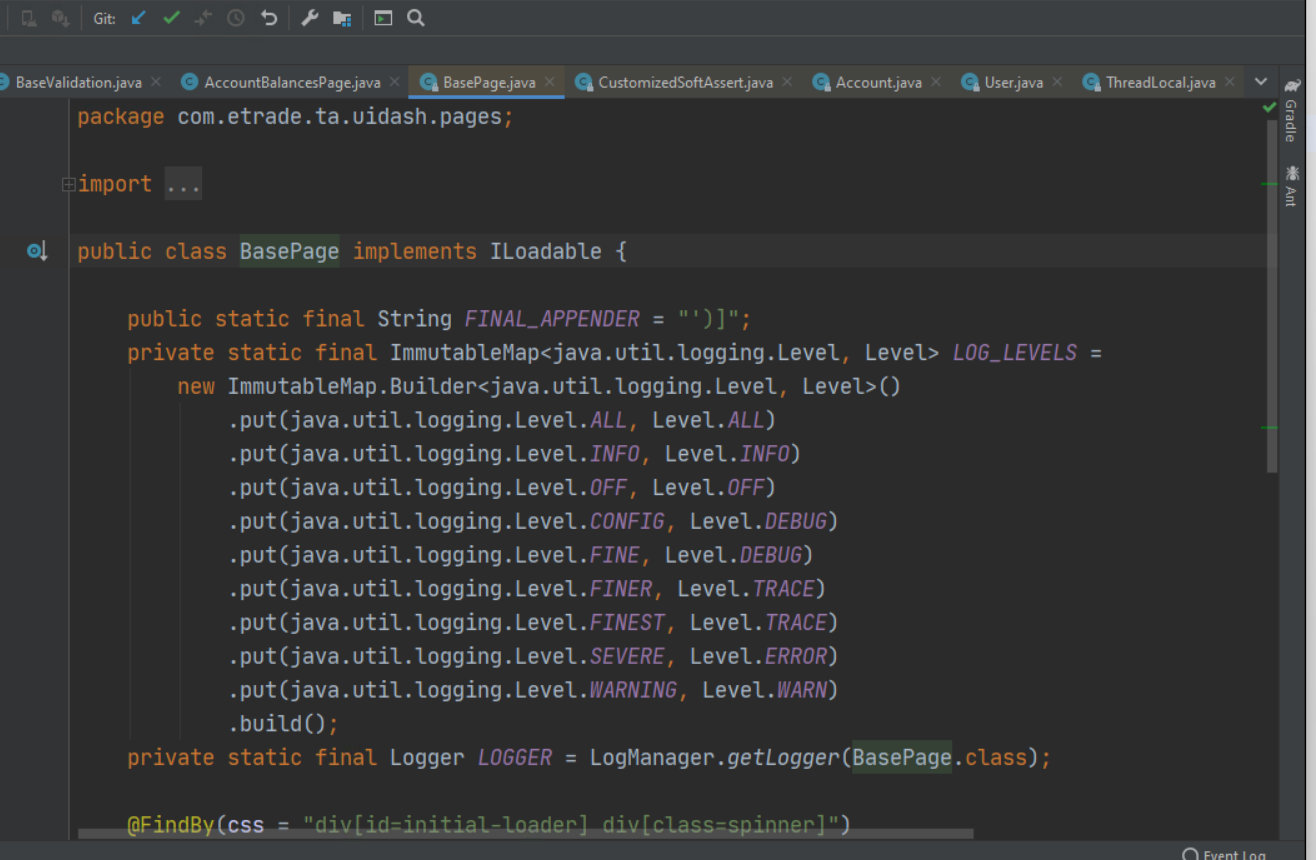 Git:
BaseValidation.java AccountBalancesPage.java BasePage.java CustomizedSoftAssert.java Account.java User.java ThreadLocal.java
package com.etrade.ta.uidash.pages;
import ...
public class BasePage implements ILoadable {
public static final String FINAL_APPENDER = "')]";
private static final ImmutableMap<java.util.logging.Level, Level> LOG_LEVELS =
new ImmutableMap.Builder<java.util.logging.Level, Level>()
.put(java.util.logging.Level.ALL, Level.ALL)
.put(java.util.logging.Level.INFO, Level.INFO)
.put(java.util.logging.Level.OFF, Level.OFF)
.put(java.util.logging.Level.CONFIG, Level.DEBUG)
.put(java.util.logging.Level.FINE, Level.DEBUG)
.put(java.util.logging.Level.FINER, Level.TRACE)
.put(java.util.logging.Level.FINEST, Level.TRACE)
.put(java.util.logging.Level.SEVERE, Level.ERROR)
.put(java.util.logging.Level.WARNING, Level.WARN)
.build();
private static final Logger LOGGER = LogManager.getLogger(BasePage.class);
@FindBy(css = "div[id=initial-loader] div[class=spinner]")
Gradle
Ant
Event Log